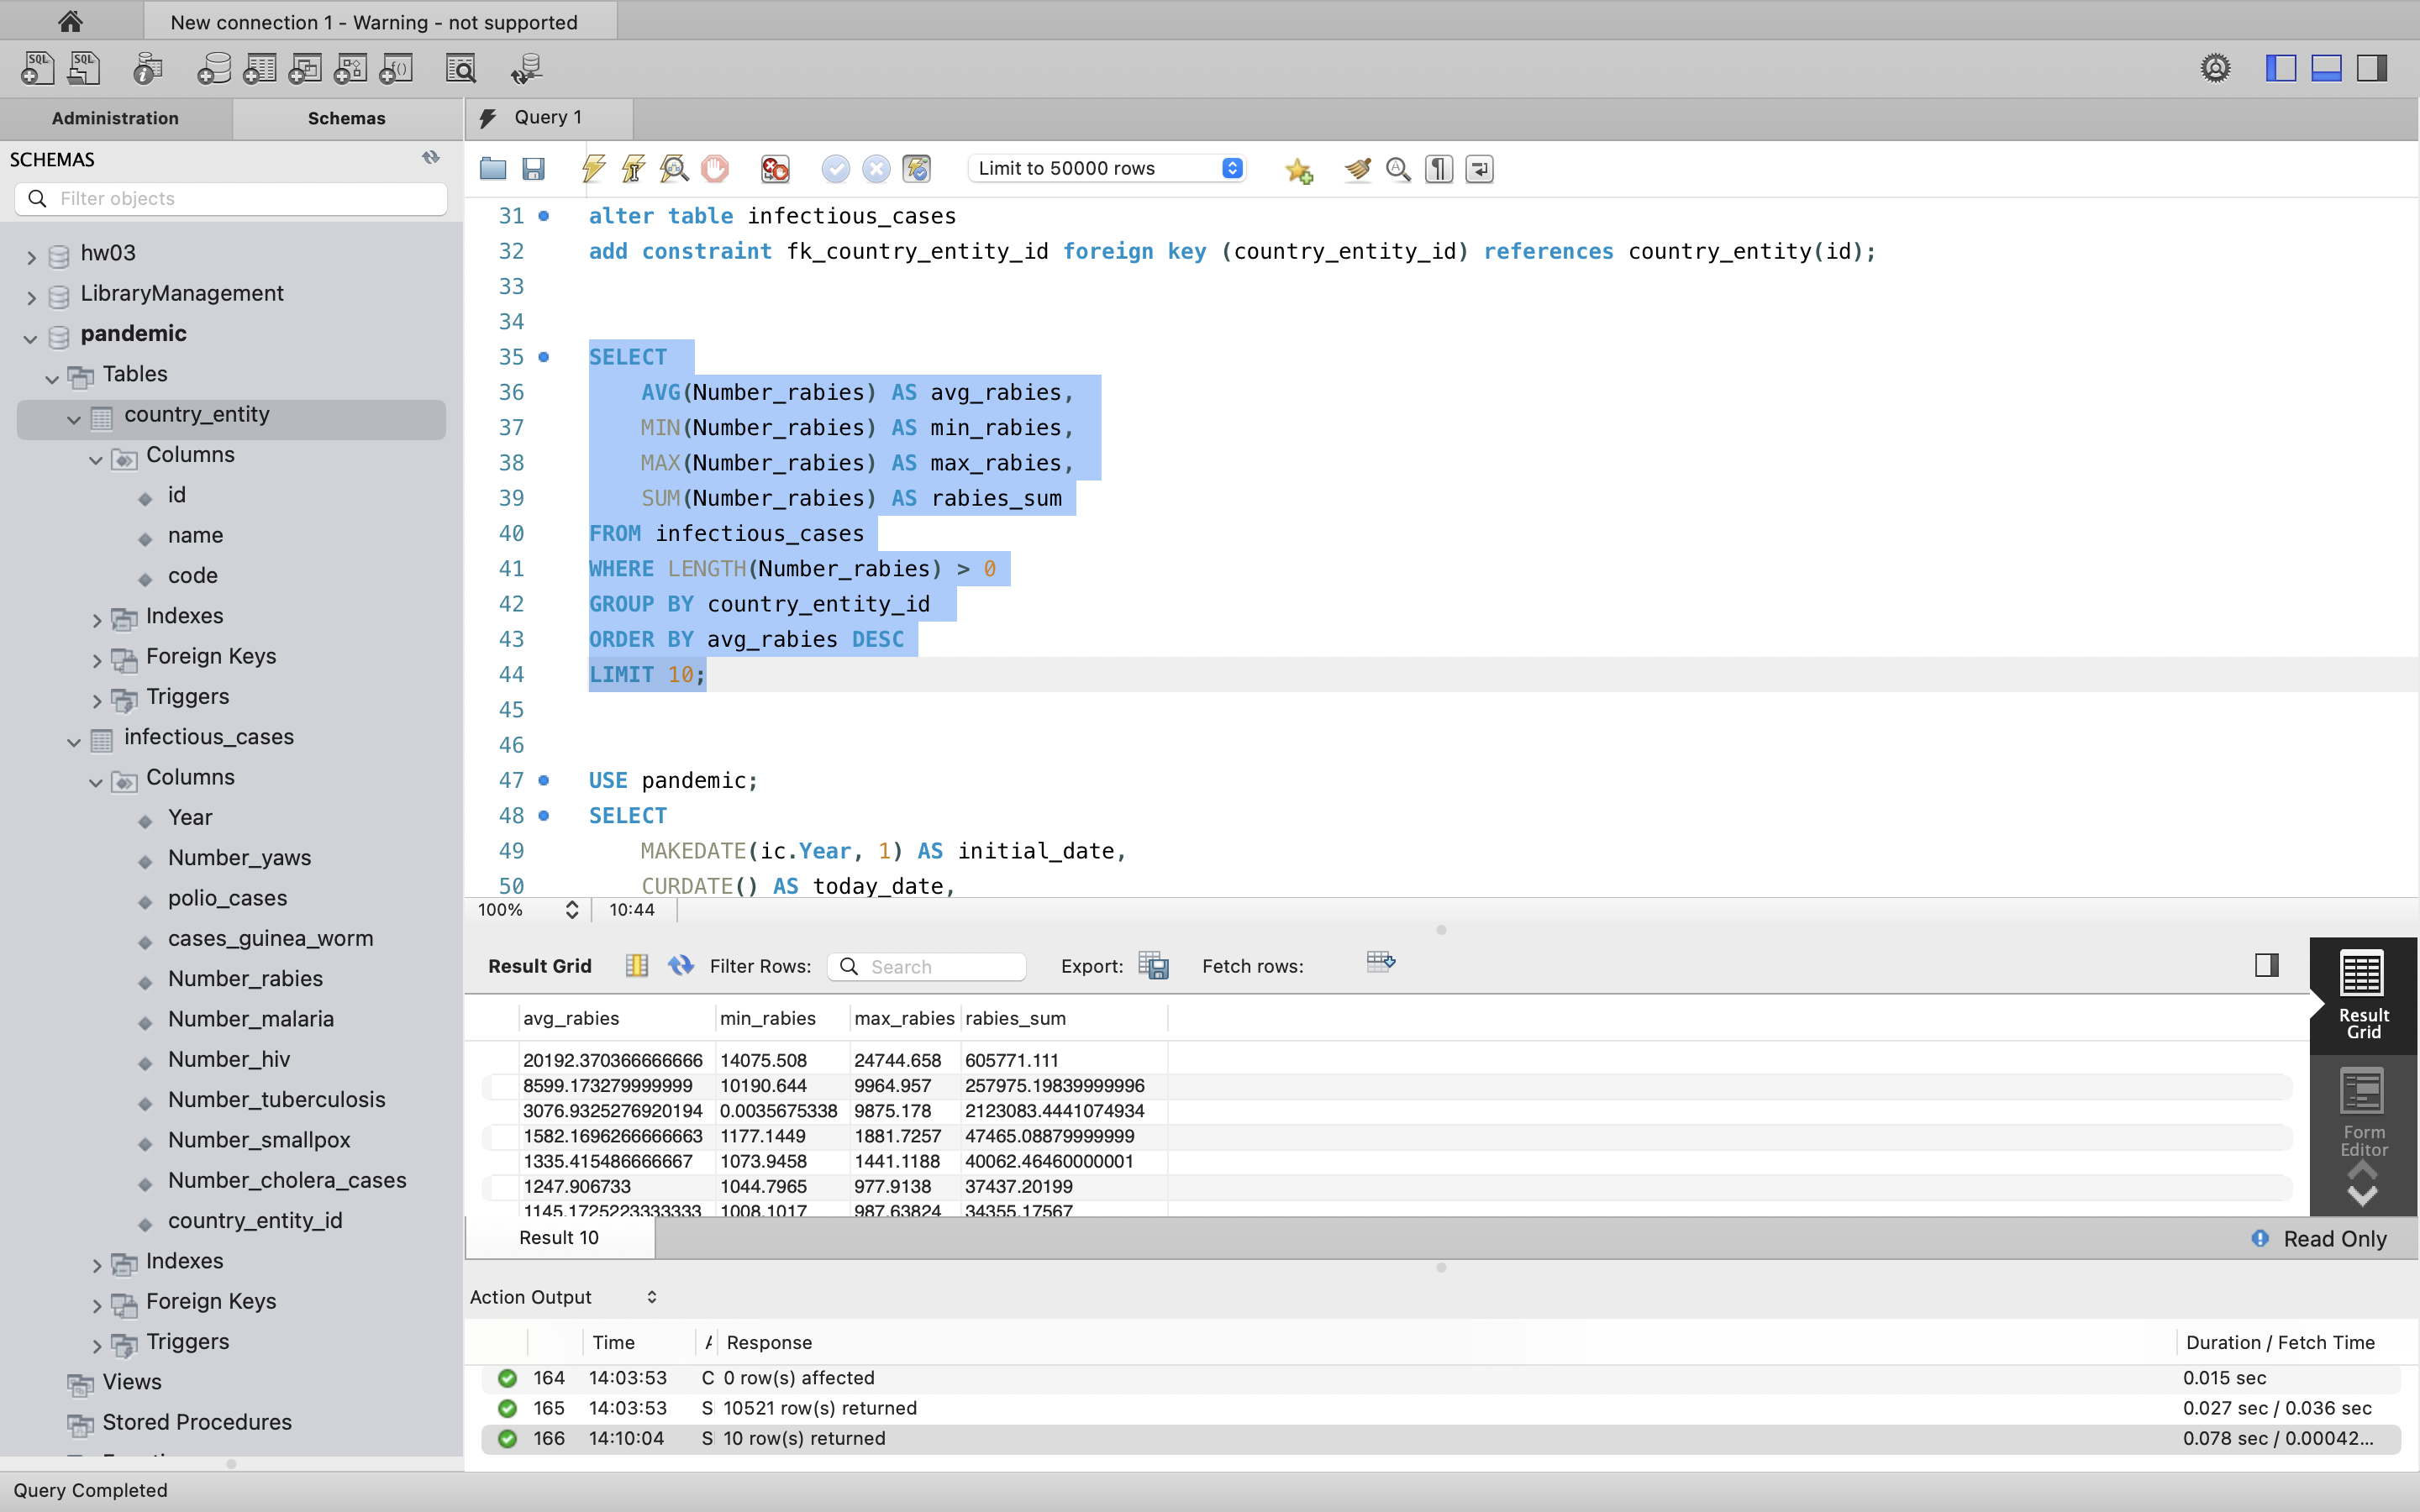 New connection 1 - Warning - not supported
SQL SQL
Administration Schemas
Query 1
SCHEMAS
Filter objects
Limit to 50000 rows
hw03
LibraryManagement
pandemic
Tables
country_entity
Columns
id
name
code
Indexes
Foreign Keys
Triggers
infectious_cases
Columns
Year
Number_yaws
polio_cases
cases_guinea_worm
Number_rabies
Number_malaria
Number_hiv
Number_tuberculosis
Number_smallpox
Number_cholera_cases
country_entity_id
Indexes
Foreign Keys
Triggers
Views
Stored Procedures
31 alter table infectious_cases
32 add constraint fk_country_entity_id foreign key (country_entity_id) references country_entity(id);
33
34
35 SELECT
36 AVG(Number_rabies) AS avg_rabies,
37 MIN(Number_rabies) AS min_rabies,
38 MAX(Number_rabies) AS max_rabies,
39 SUM(Number_rabies) AS rabies_sum
40 FROM infectious_cases
41 WHERE LENGTH(Number_rabies) > 0
42 GROUP BY country_entity_id
43 ORDER BY avg_rabies DESC
44 LIMIT 10;
45
46
47 USE pandemic;
48 SELECT
49 MAKEDATE(ic.Year, 1) AS initial_date,
50 CURDATE() AS today_date,
100% 10:44
Result Grid Filter Rows: Search Export: Fetch rows:
avg_rabies min_rabies max_rabies rabies_sum
20192.370366666666 14075.508 24744.658 605771.111
8599.173279999999 10190.644 9964.957 257975.19839999996
3076.9325276920194 0.0035675338 9875.178 2123083.4441074934
1582.1696266666663 1177.1449 1881.7257 47465.08879999999
1335.415486666667 1073.9458 1441.1188 40062.46460000001
1247.906733 1044.7965 977.9138 37437.20199
1145.1725223333333 1008.1017 987.63824 34355.17567
Result
Grid
Form
Editor
Result 10 Read Only
Action Output
Time A Response Duration / Fetch Time
164 14:03:53 C 0 row(s) affected 0.015 sec
165 14:03:53 S 10521 row(s) returned 0.027 sec / 0.036 sec
166 14:10:04 S 10 row(s) returned 0.078 sec / 0.00042...
Query Completed